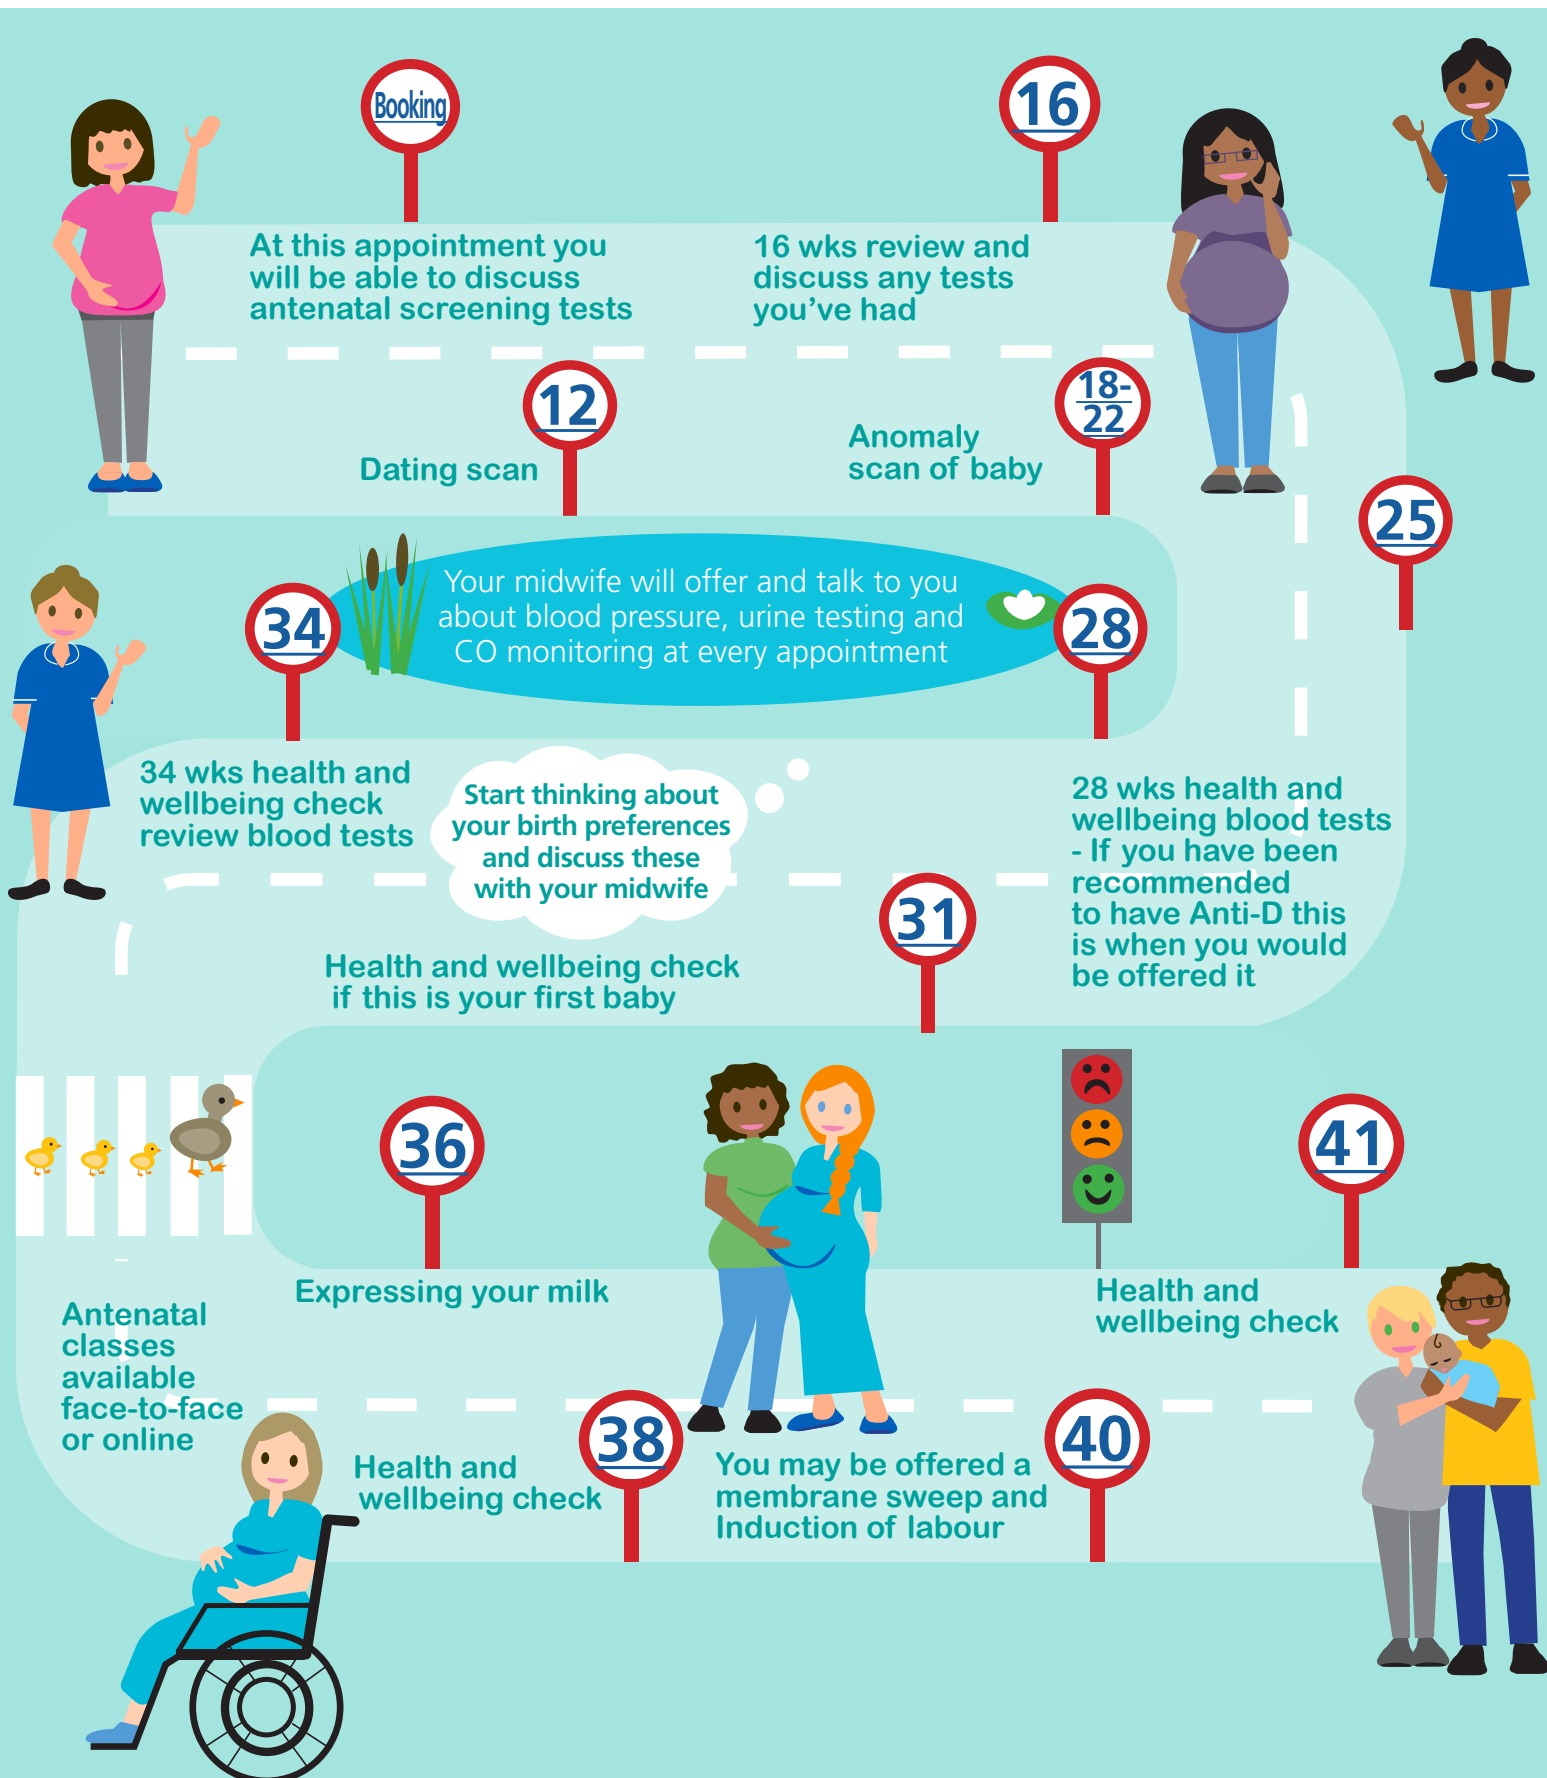 Booking
At this appointment you
will be able to discuss
antenatal screening tests
12
Dating scan
16
16 wks review and
discuss any tests
you've had
18-
22
Anomaly
scan of baby
25
Your midwife will offer and talk to you
about blood pressure, urine testing and
CO monitoring at every appointment
28
28 wks health and
wellbeing blood tests
- If you have been
recommended
to have Anti-D this
is when you would
be offered it
31
Health and wellbeing check
if this is your first baby
Start thinking about
your birth preferences
and discuss these
with your midwife
34
34 wks health and
wellbeing check
review blood tests
Antenatal
classes
available
face-to-face
or online
36
Expressing your milk
38
Health and
wellbeing check
40
You may be offered a
membrane sweep and
Induction of labour
41
Health and
wellbeing check